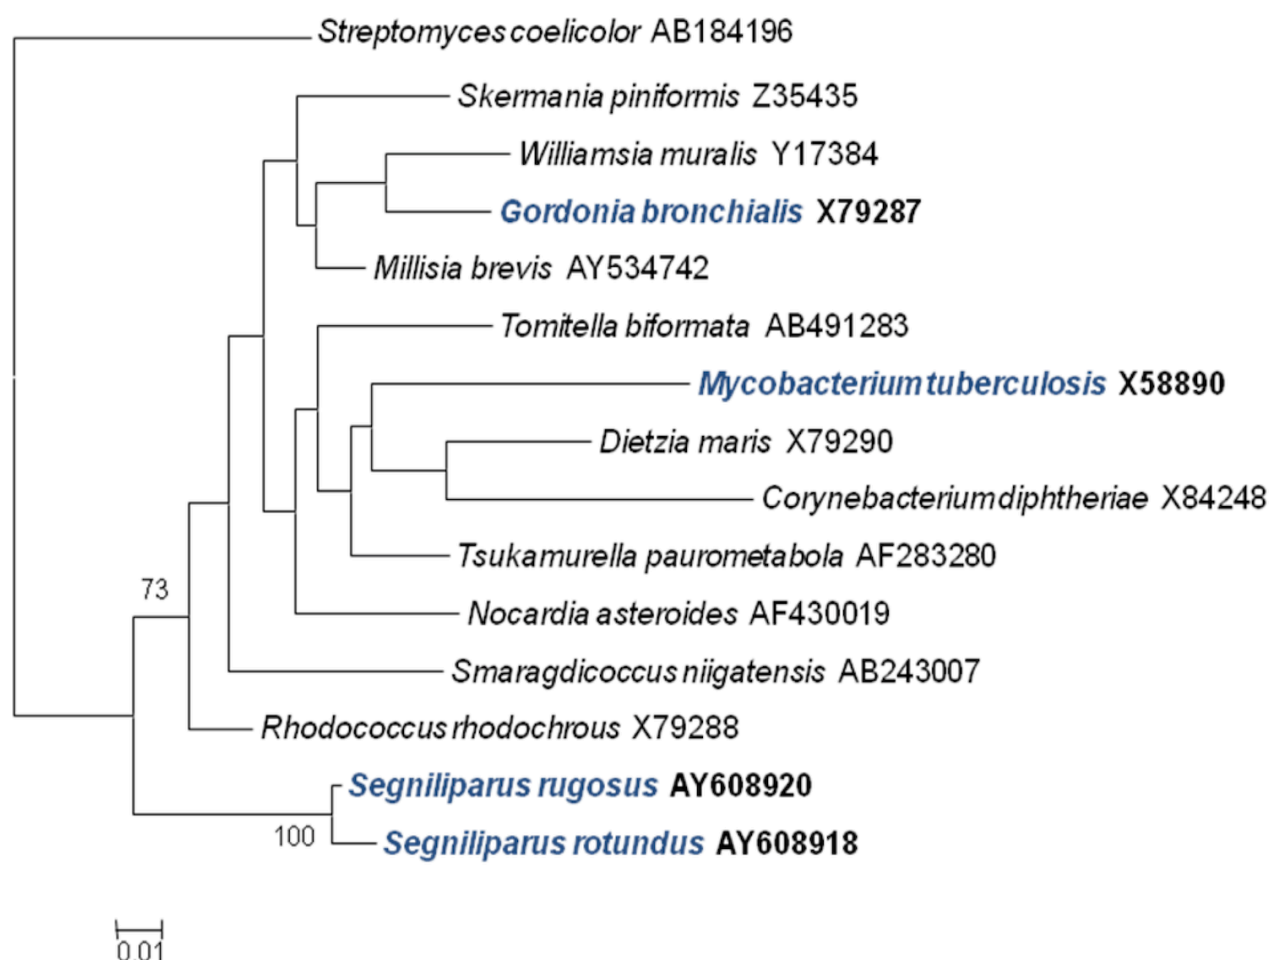 Streptomyces coelicolor AB184196
Skermania piniformis Z35435
Williamsia muralis Y17384
Gordonia bronchialis X79287
Millisia brevis AY534742
Tomitella biformata AB491283
Mycobacterium tuberculosis X58890
Dietzia maris X79290
Corynebacterium diphtheriae X84248
Tsukamurella paurometabola AF283280
73
Nocardia asteroides AF430019
Smaragdicoccus niigatensis AB243007
Rhodococcus rhodochrous X79288
Segniliparus rugosus AY608920
100
Segniliparus rotundus AY608918
0.01